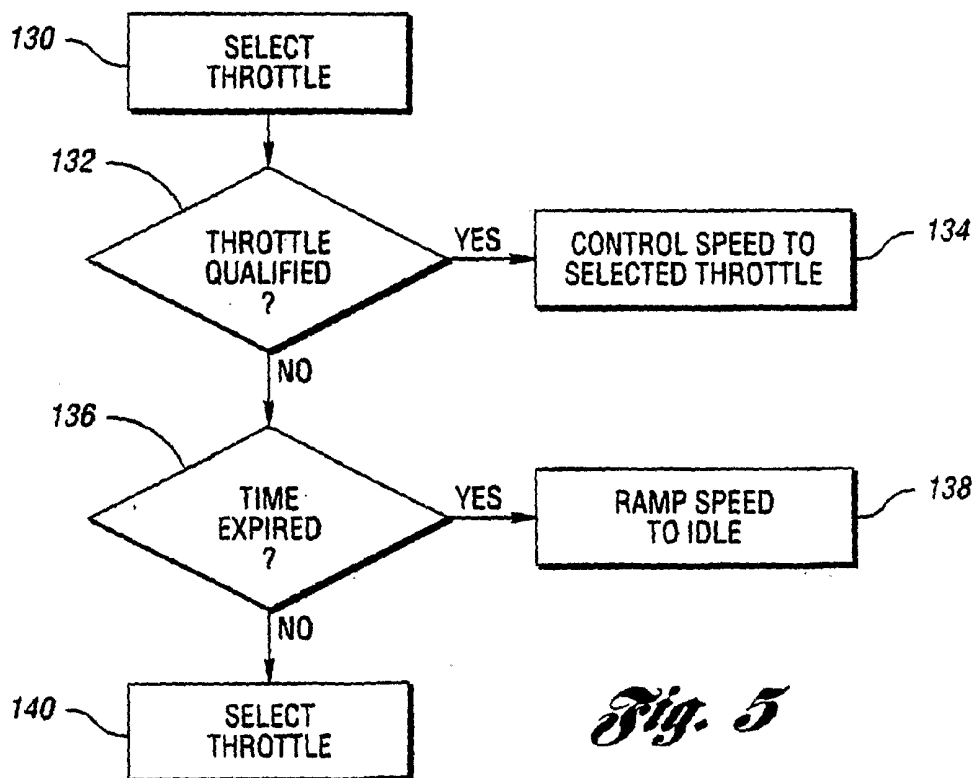 130
SELECT
THROTTLE
132
THROTTLE
QUALIFIED
?
YES
CONTROL SPEED TO
SELECTED THROTTLE
134
NO
136
TIME
EXPIRED
?
YES
RAMP SPEED
TO IDLE
138
NO
140
SELECT
THROTTLE
Fig. 5